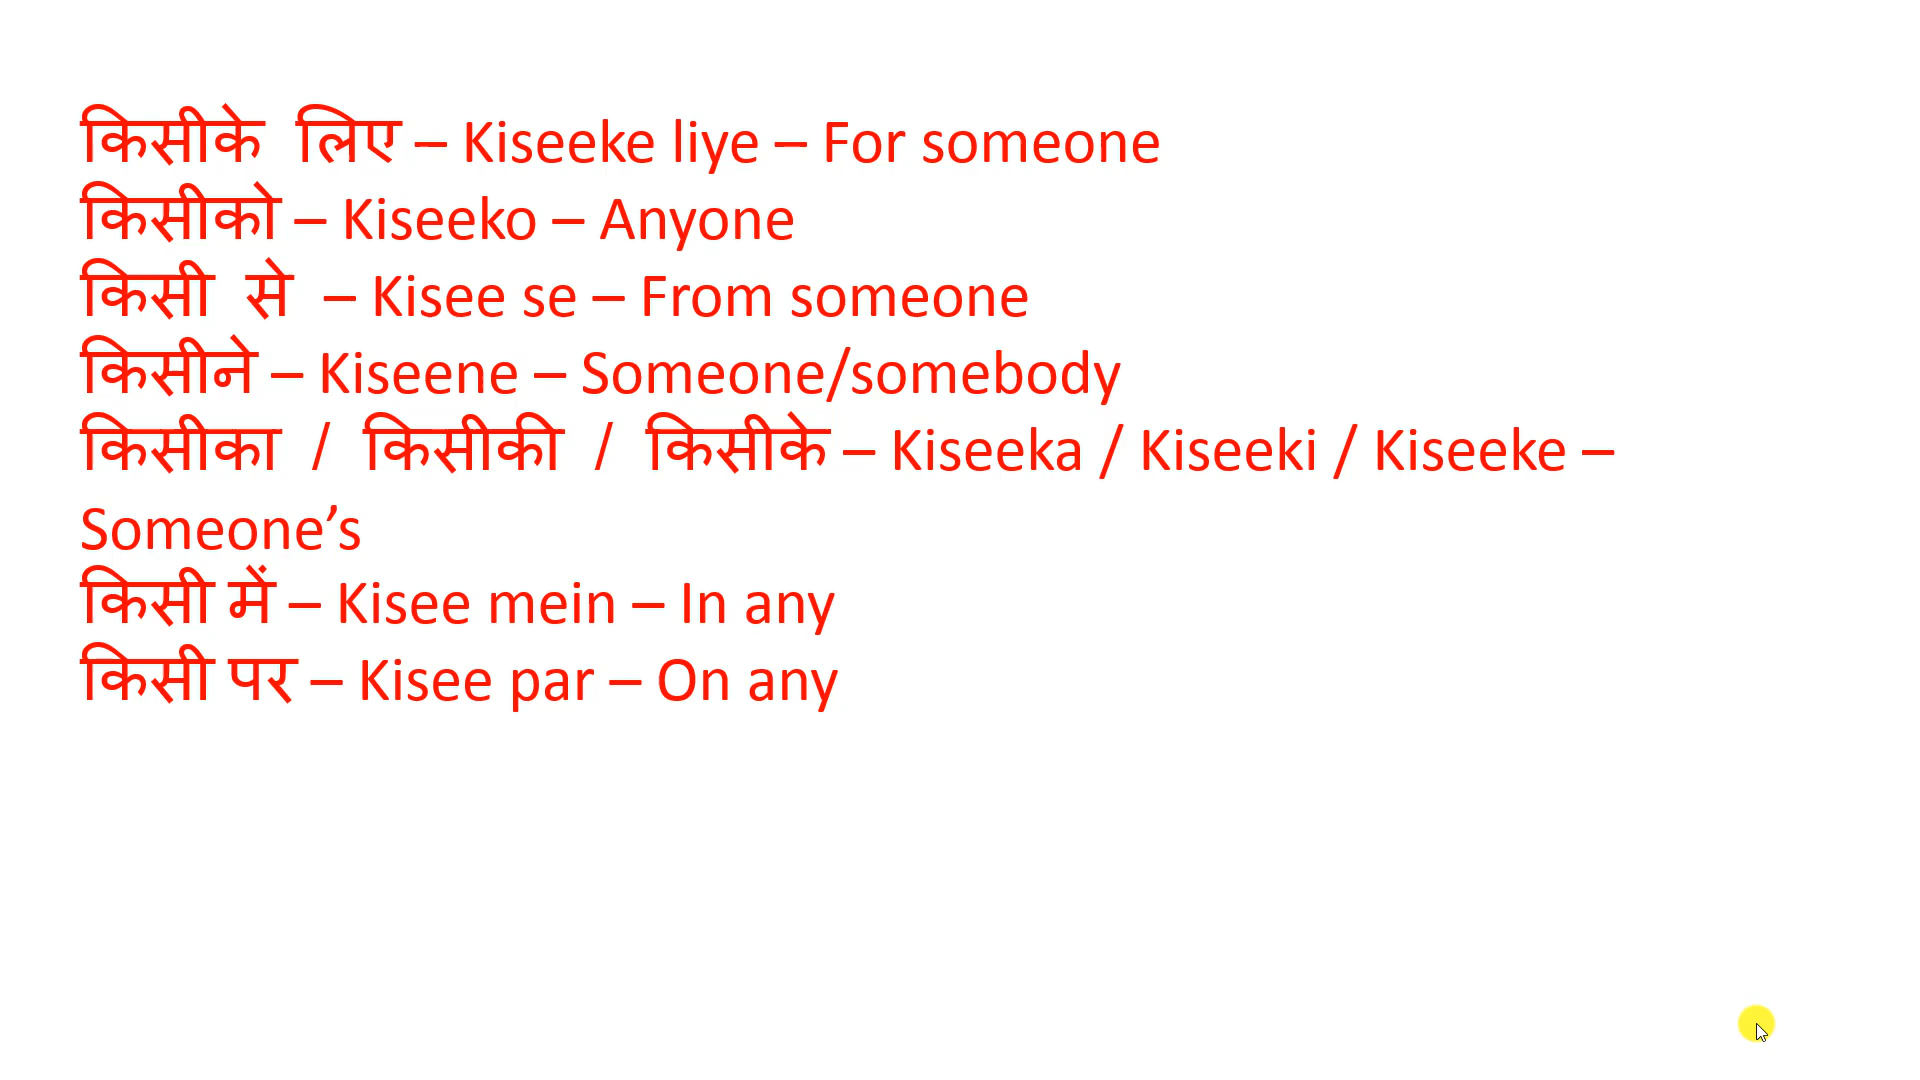 किसीके लिए – Kiseeke liye – For someone
किसीको – Kiseeko – Anyone
किसी से – Kisee se – From someone
किसीने – Kiseene – Someone/somebody
किसीका / किसीकी / किसीके – Kiseeka / Kiseeki / Kiseeke –
Someone’s
किसी में – Kisee mein – In any
किसी पर – Kisee par – On any